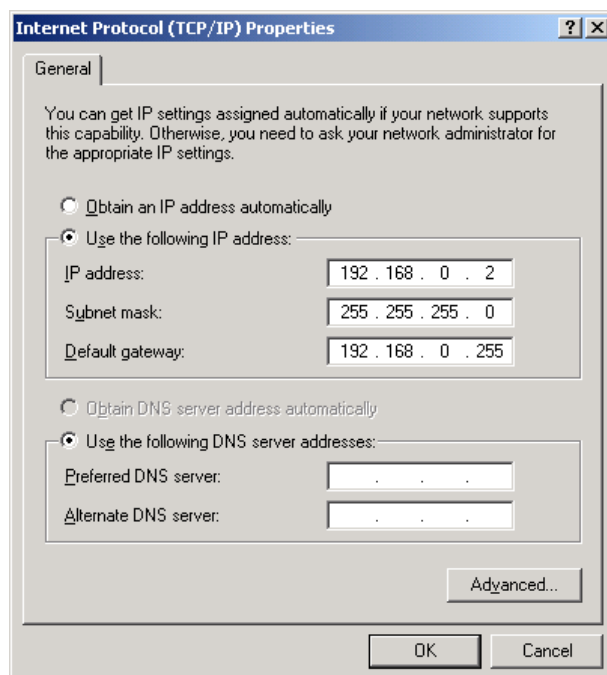 Internet Protocol (TCP/IP) Properties
General
You can get IP settings assigned automatically if your network supports
this capability. Otherwise, you need to ask your network administrator for
the appropriate IP settings.
Obtain an IP address automatically
Use the following IP address:
IP address: 192 . 168 . 0 . 2
Subnet mask: 255 . 255 . 255 . 0
Default gateway: 192 . 168 . 0 . 255
Obtain DNS server address automatically
Use the following DNS server addresses:
Preferred DNS server: . . .
Alternate DNS server: . . .
Advanced...
OK Cancel